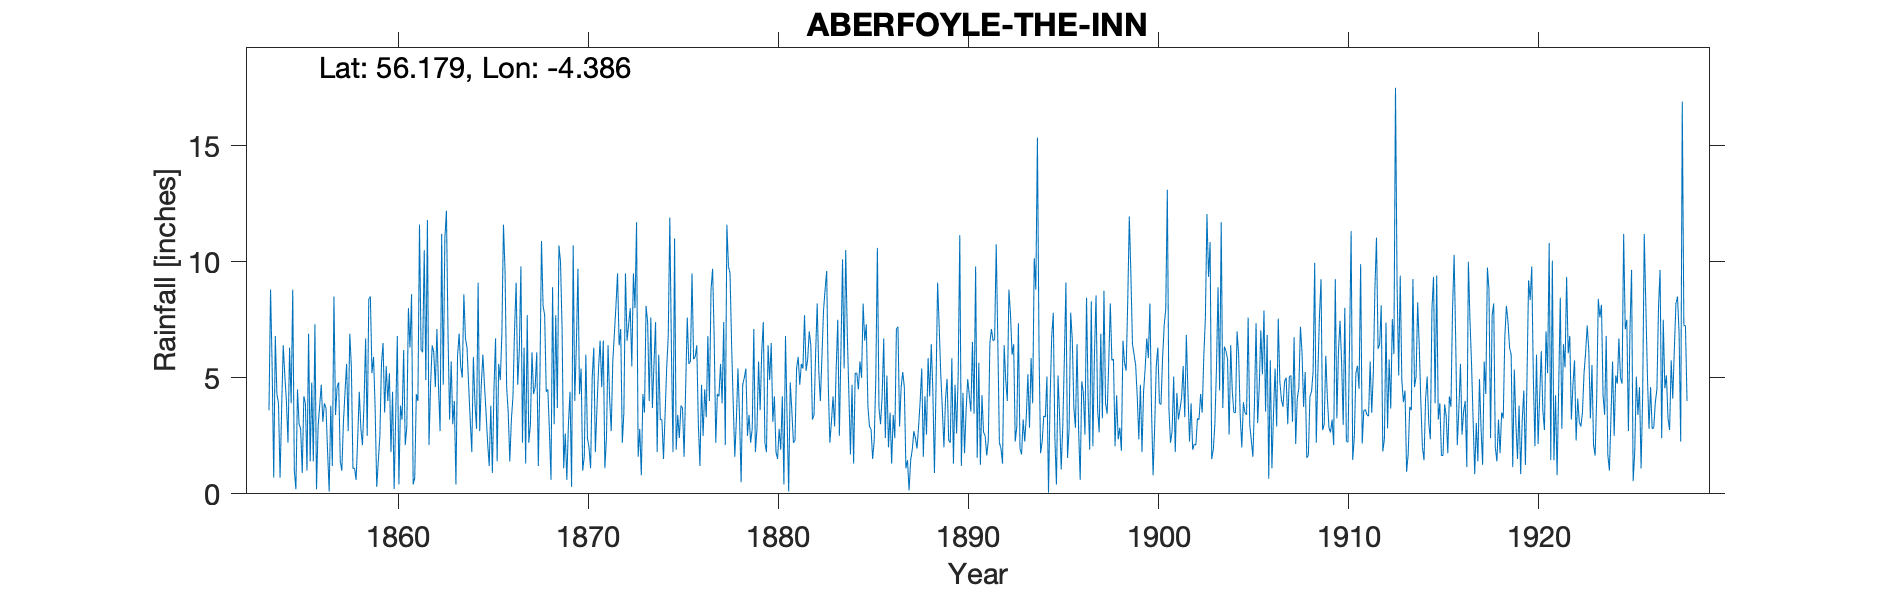 ABERFOYLE-THE-INN
Lat: 56.179, Lon: -4.386
Rainfall [inches]
15
10
5
0
1860 1870 1880 1890 1900 1910 1920
Year